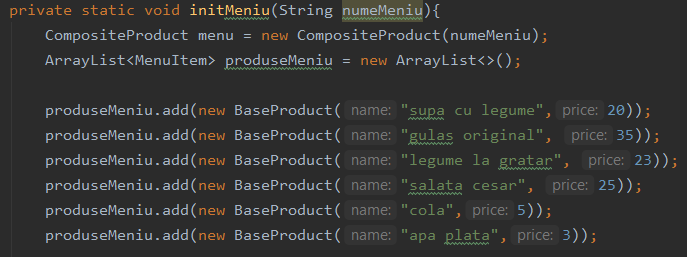 private static void initMeniu(String numeMeniu){
CompositeProduct menu = new CompositeProduct(numeMeniu);
ArrayList<MenuItem> produseMeniu = new ArrayList<>();
produseMeniu.add(new BaseProduct( name: "supa cu legume", price: 20));
produseMeniu.add(new BaseProduct( name: "gulas original", price: 35));
produseMeniu.add(new BaseProduct( name: "legume la gratar", price: 23));
produseMeniu.add(new BaseProduct( name: "salata cesar", price: 25));
produseMeniu.add(new BaseProduct( name: "cola", price: 5));
produseMeniu.add(new BaseProduct( name: "apa plata", price: 3));